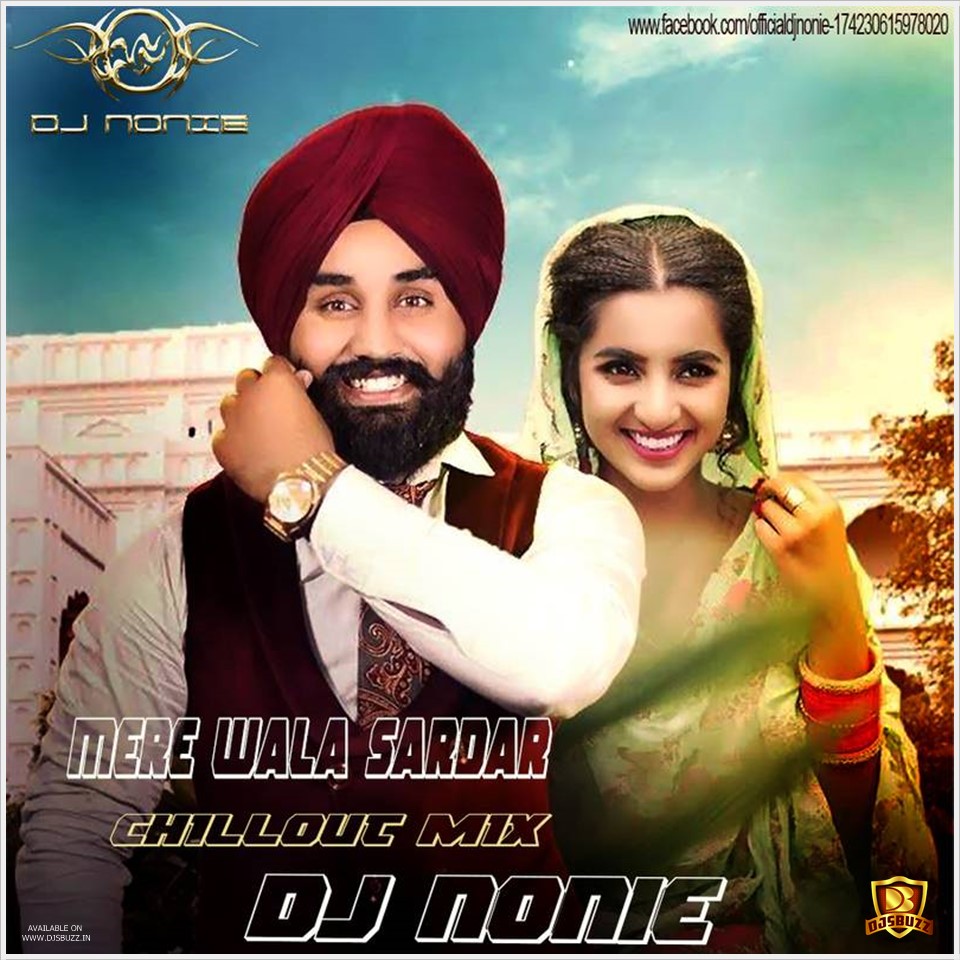 www.facebook.com/officialdjnonie-174230615978020
DJ NONIE
MERE WALA SARDAR
CHILLOUT MIX
DJ NONIE
AVAILABLE ON
WWW.DJSBUZZ.IN
DJSBUZZ